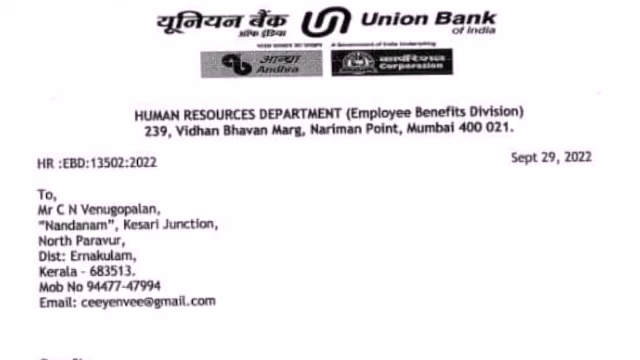 यूनियन बैंक Union Bank
ऑफ इंडिया of India
A Government of India Undertaking
आन्ध्रा कार्पोरेशन
Andhra Corporation
HUMAN RESOURCES DEPARTMENT (Employee Benefits Division)
239, Vidhan Bhavan Marg, Nariman Point, Mumbai 400 021.
HR :EBD:13502:2022 Sept 29, 2022
To,
Mr C N Venugopalan,
"Nandanam", Kesari Junction,
North Paravur,
Dist: Ernakulam,
Kerala - 683513.
Mob No 94477-47994
Email: ceeyenvee@gmail.com